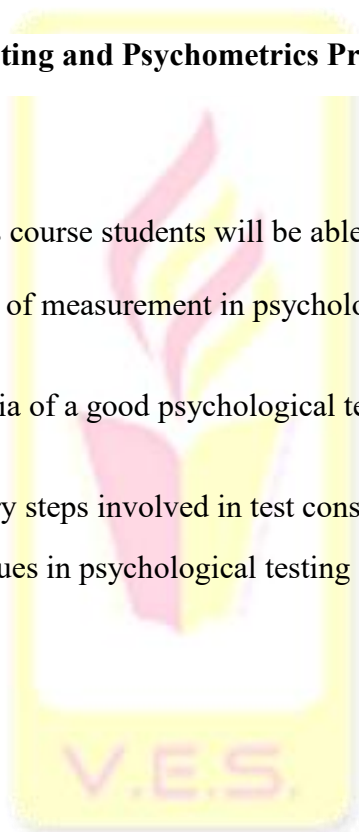 ting and Psychometrics Pr
course students will be able
of measurement in psycholo
ia of a good psychological te
ry steps involved in test cons
ues in psychological testing
V.E.S.